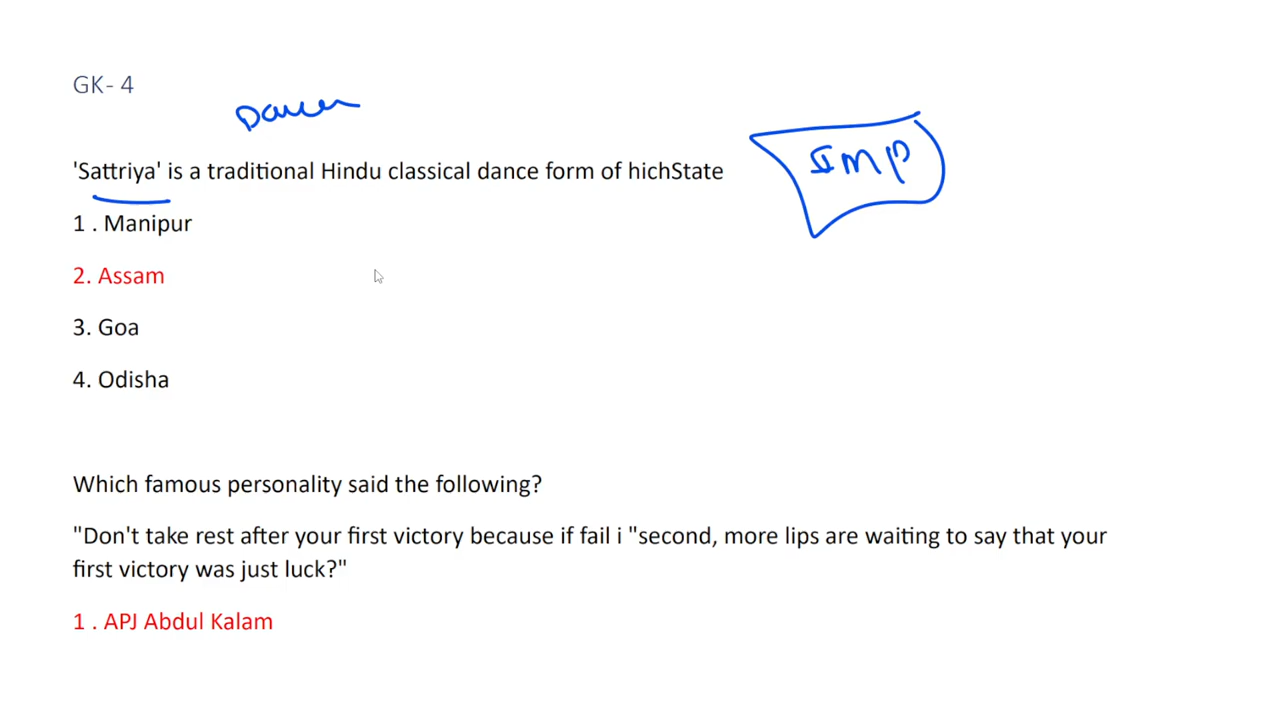 GK- 4
Dance
'Sattriya' is a traditional Hindu classical dance form of hichState
IMP
1 . Manipur
2. Assam
3. Goa
4. Odisha
Which famous personality said the following?
"Don't take rest after your first victory because if fail i "second, more lips are waiting to say that your
first victory was just luck?"
1 . APJ Abdul Kalam